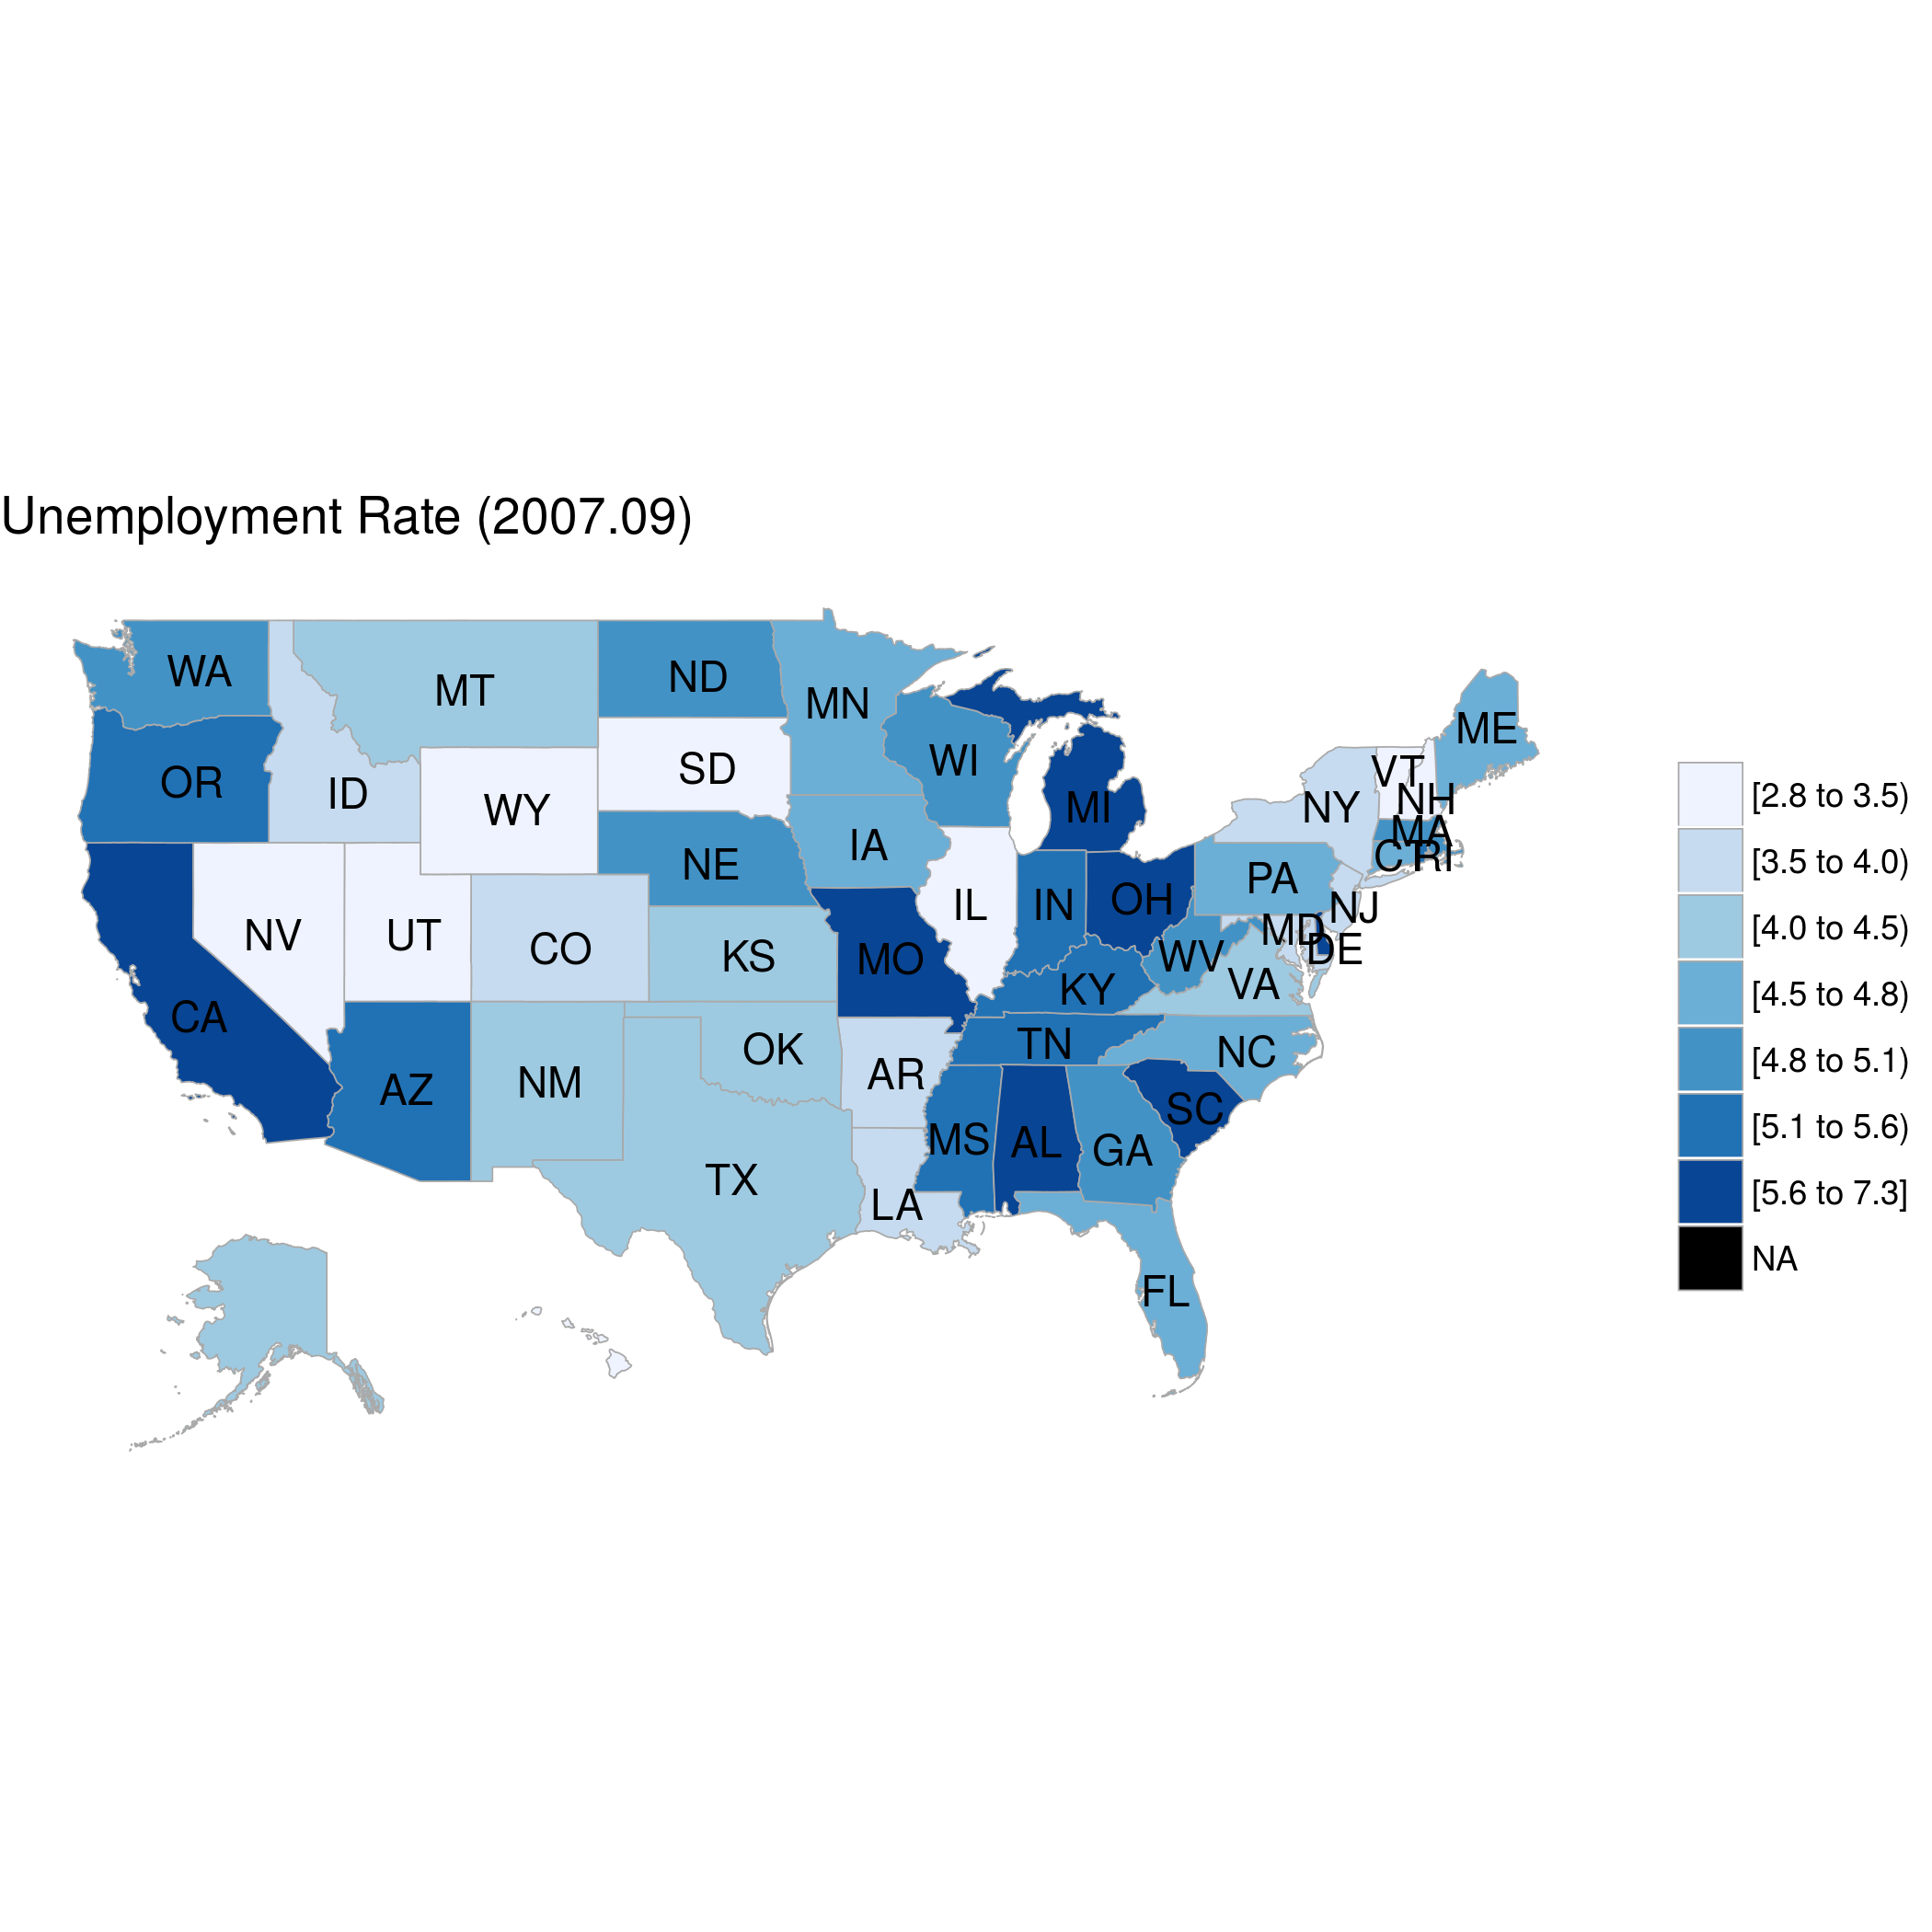 Unemployment Rate (2007.09)
WA
MT
ND
MN
ME
OR
ID
WY
SD
WI
MI
NY
VT
NH
MA
CT
RI
NV
UT
CO
NE
IA
IL
IN
OH
PA
NJ
MD
DE
CA
KS
MO
KY
WV
VA
AZ
NM
OK
AR
TN
NC
TX
LA
MS
AL
GA
SC
FL
[2.8 to 3.5)
[3.5 to 4.0)
[4.0 to 4.5)
[4.5 to 4.8)
[4.8 to 5.1)
[5.1 to 5.6)
[5.6 to 7.3]
NA